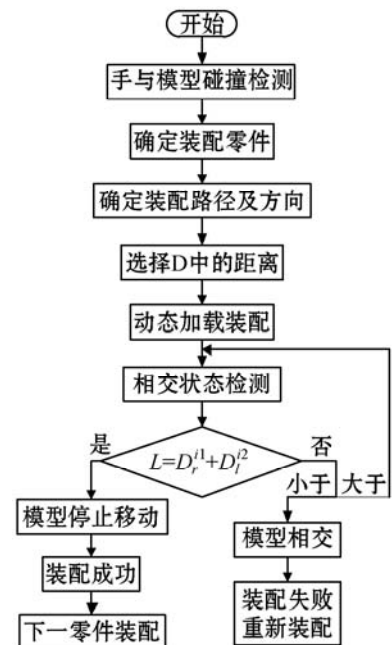 开始
手与模型碰撞检测
确定装配零件
确定装配路径及方向
选择D中的距离
动态加载装配
相交状态检测
是
否
L=D_r^{i1}+D_l^{i2}
小于 大于
模型停止移动
模型相交
装配成功
装配失败
重新装配
下一零件装配